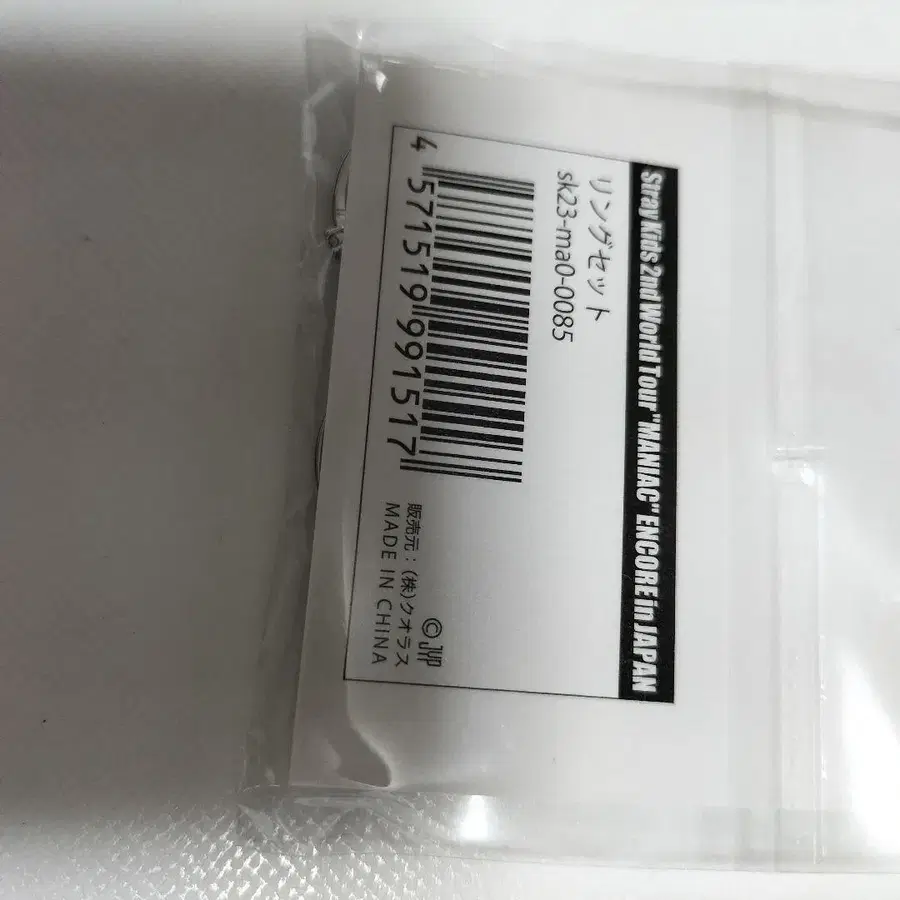 Stray Kids 2nd World Tour "MANIAC" ENCORE in JAPAN
リングセット
sk23-ma0-0085
4 571519 991517
© JYP
販売元：(株)クオラス
MADE IN CHINA